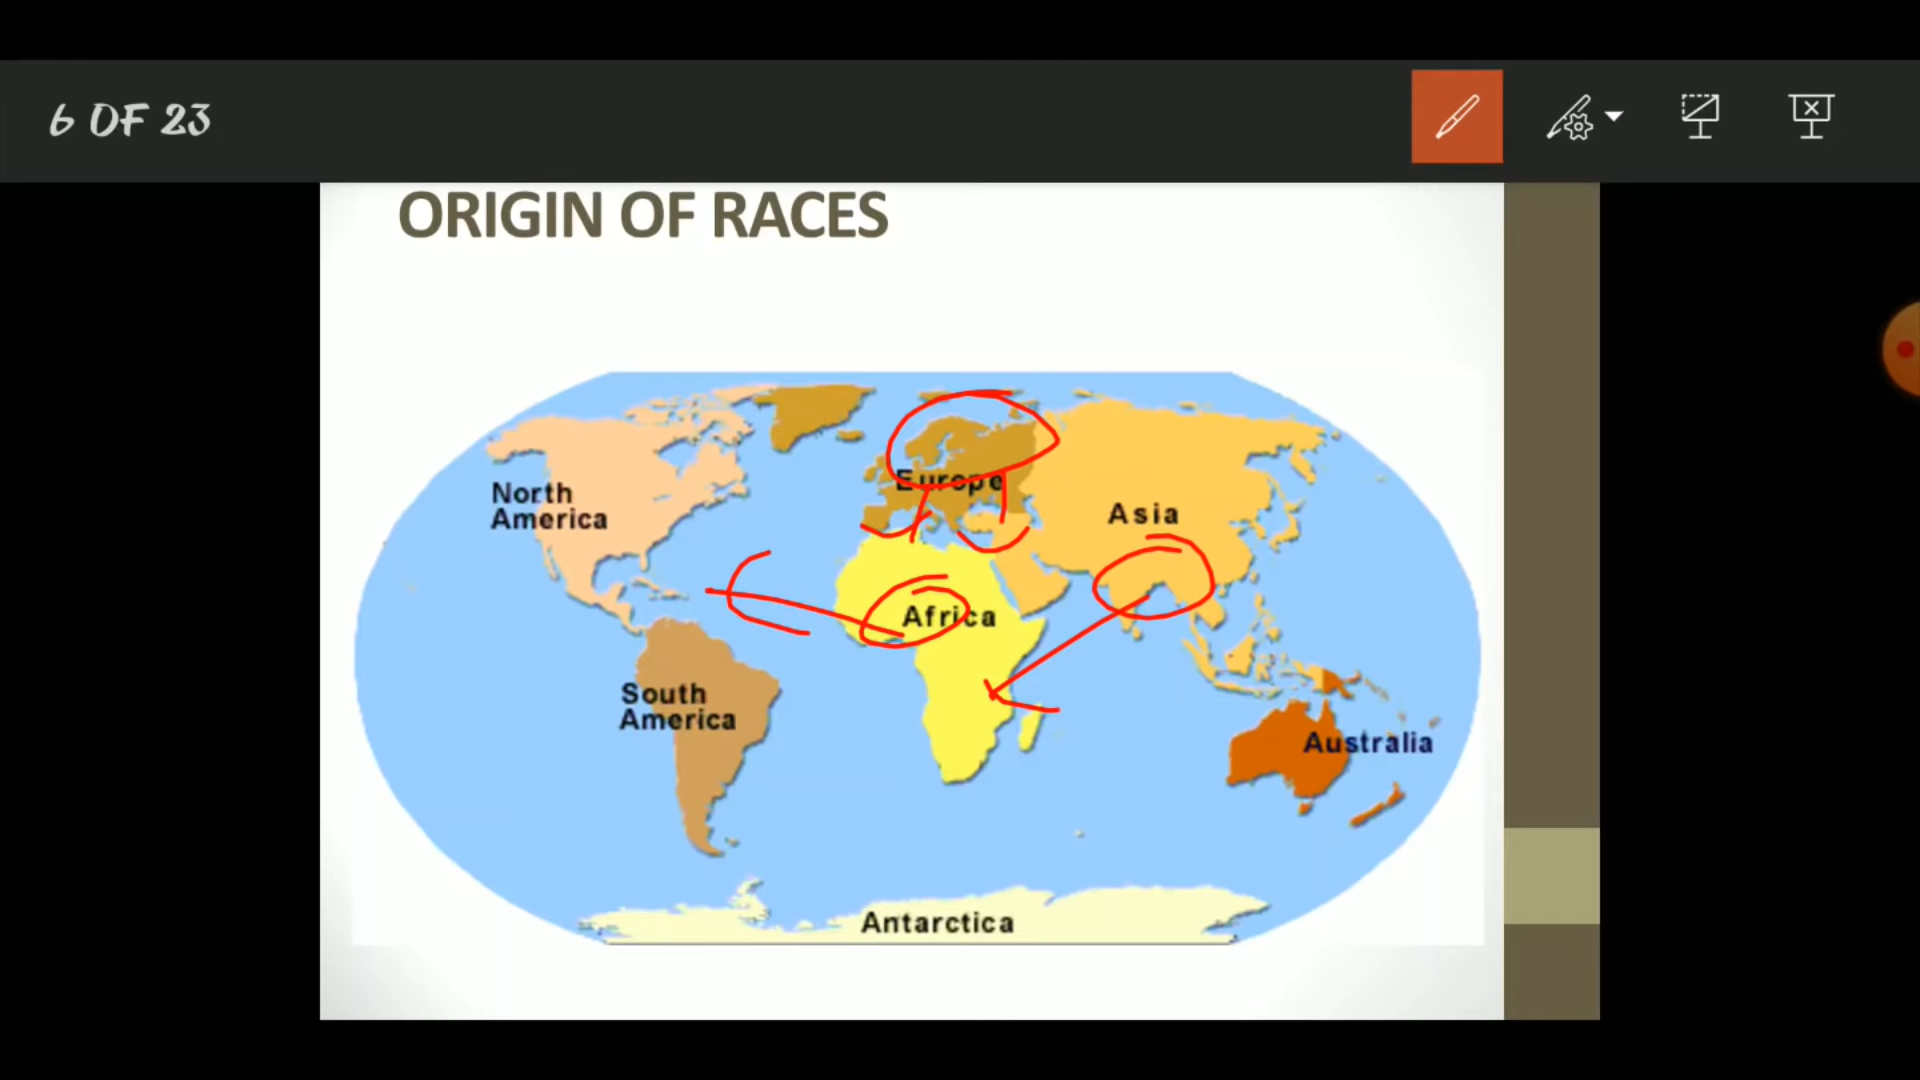 6 OF 23
ORIGIN OF RACES
North
America
Europe
Asia
Africa
South
America
Australia
Antarctica